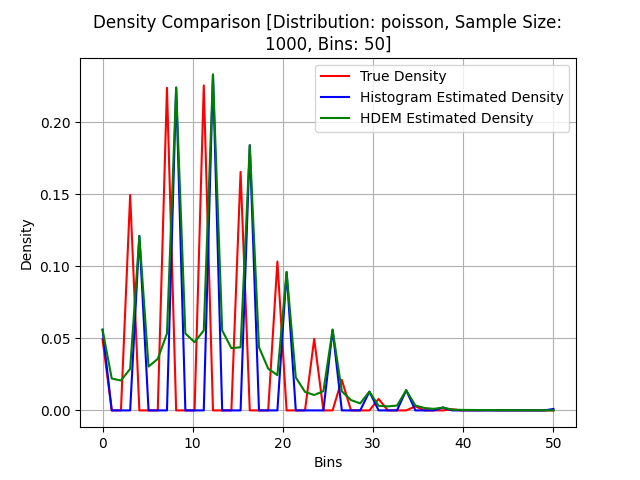 Density Comparison [Distribution: poisson, Sample Size:
1000, Bins: 50]
True Density
Histogram Estimated Density
HDEM Estimated Density
Density
0.20
0.15
0.10
0.05
0.00
0 10 20 30 40 50
Bins